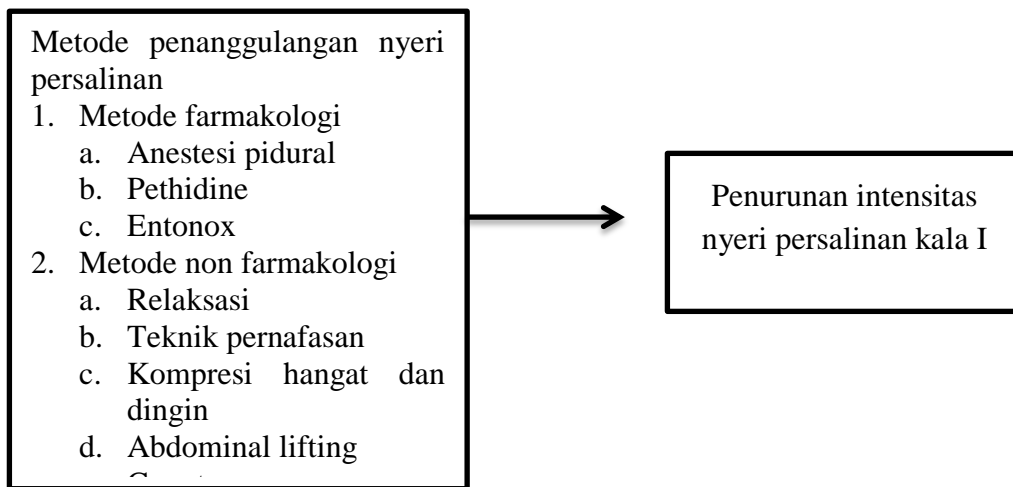 Metode penanggulangan nyeri
persalinan
1. Metode farmakologi
a. Anestesi pidural
b. Pethidine
c. Entonox
2. Metode non farmakologi
a. Relaksasi
b. Teknik pernafasan
c. Kompresi hangat dan
dingin
d. Abdominal lifting
Penurunan intensitas
nyeri persalinan kala I